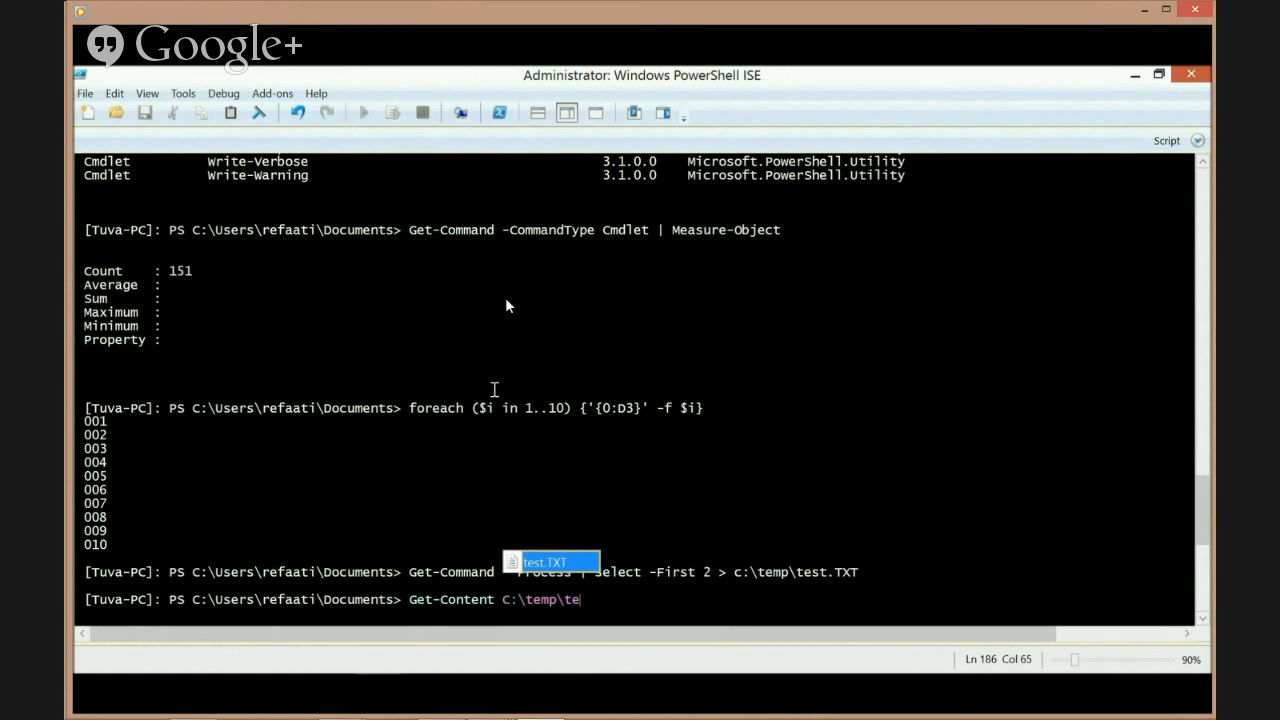 Google+
Administrator: Windows PowerShell ISE
File Edit View Tools Debug Add-ons Help
Script
Cmdlet Write-Verbose 3.1.0.0 Microsoft.PowerShell.Utility
Cmdlet Write-Warning 3.1.0.0 Microsoft.PowerShell.Utility
[Tuva-PC]: PS C:\Users\refaati\Documents> Get-Command -CommandType Cmdlet | Measure-Object
Count : 151
Average :
Sum :
Maximum :
Minimum :
Property :
[Tuva-PC]: PS C:\Users\refaati\Documents> foreach ($i in 1..10) {'{0:D3}' -f $i}
001
002
003
004
005
006
007
008
009
010
test.TXT
[Tuva-PC]: PS C:\Users\refaati\Documents> Get-Command Process | Select -First 2 > c:\temp\test.TXT
[Tuva-PC]: PS C:\Users\refaati\Documents> Get-Content C:\temp\te
Ln 186 Col 65 90%